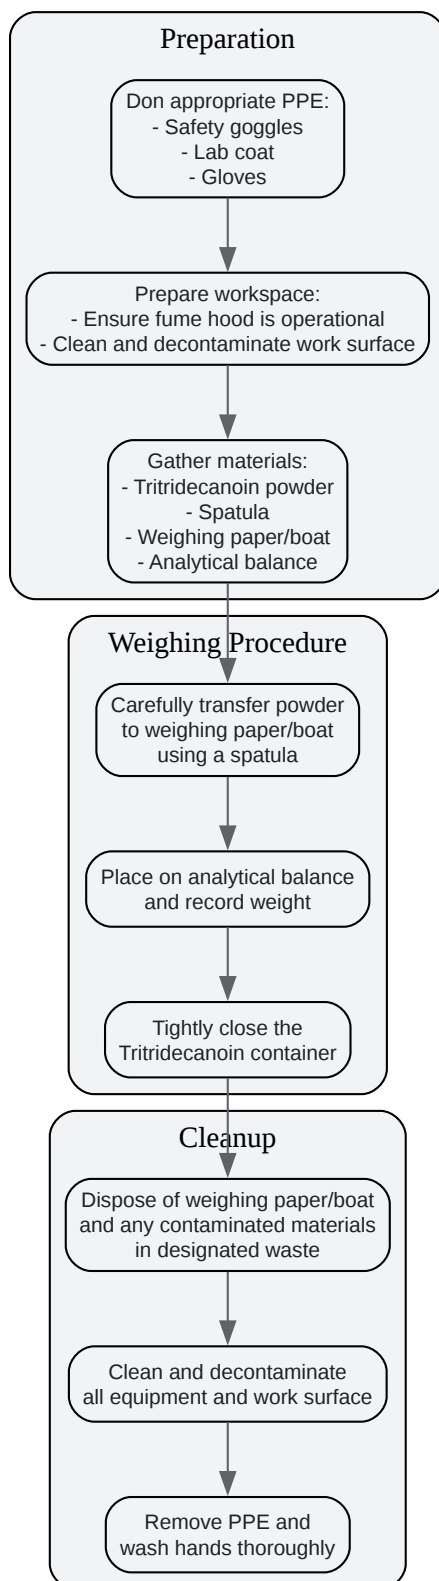 Preparation
Don appropriate PPE:
- Safety goggles
- Lab coat
- Gloves
Prepare workspace:
- Ensure fume hood is operational
- Clean and decontaminate work surface
Gather materials:
- Tritridecanoin powder
- Spatula
- Weighing paper/boat
- Analytical balance
Weighing Procedure
Carefully transfer powder
to weighing paper/boat
using a spatula
Place on analytical balance
and record weight
Tightly close the
Tritridecanoin container
Cleanup
Dispose of weighing paper/boat
and any contaminated materials
in designated waste
Clean and decontaminate
all equipment and work surface
Remove PPE and
wash hands thoroughly